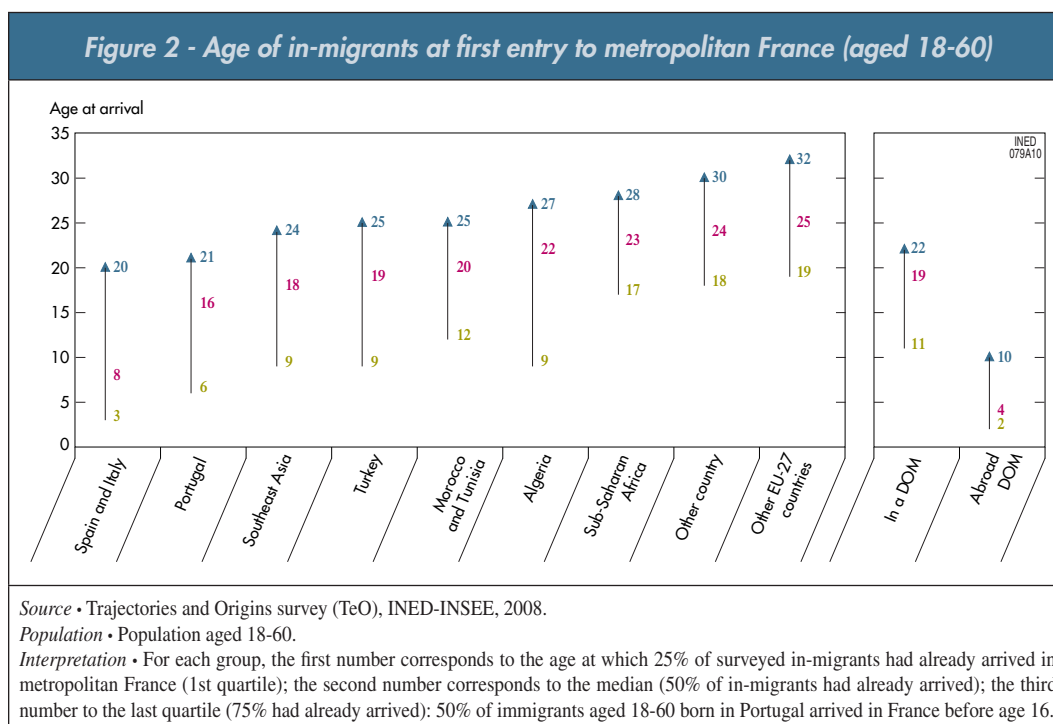 Figure 2 - Age of in-migrants at first entry to metropolitan France (aged 18-60)
Age at arrival
INED
079A10
35
30
25
20
15
10
5
0
20
8
3
21
16
6
24
18
9
25
19
9
25
20
12
27
22
9
28
23
17
30
24
18
32
25
19
22
19
11
10
4
2
Spain and Italy
Portugal
Southeast Asia
Turkey
Morocco
and Tunisia
Algeria
Sub-Saharan
Africa
Other country
Other EU-27
countries
In a DOM
Abroad
DOM
Source • Trajectories and Origins survey (TeO), INED-INSEE, 2008.
Population • Population aged 18-60.
Interpretation • For each group, the first number corresponds to the age at which 25% of surveyed in-migrants had already arrived in
metropolitan France (1st quartile); the second number corresponds to the median (50% of in-migrants had already arrived); the third
number to the last quartile (75% had already arrived): 50% of immigrants aged 18-60 born in Portugal arrived in France before age 16